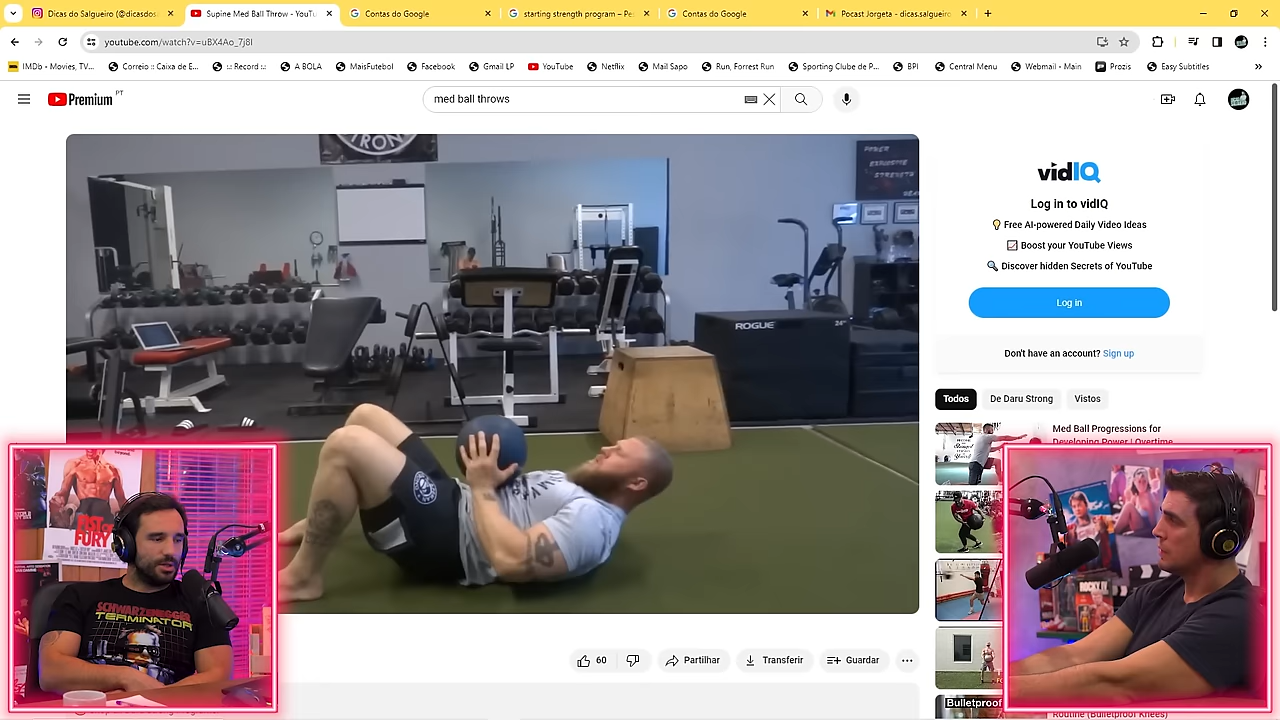 Dicas do Salgueiro (@dicasdos
Supine Med Ball Throw - YouTu
Contas do Google
starting strength program – Pe
Contas do Google
Pocast Jorgeta - dicas.salgueiro
youtube.com/watch?v=uBX4Ao_7j8I
IMDb - Movies, TV...
Correio :: Caixa de E...
::: Record :::
A BOLA
MaisFutebol
Facebook
Gmail LP
YouTube
Netflix
Mail Sapo
Run, Forrest Run
Sporting Clube de P...
BPI
Central Menu
Webmail - Main
Prozis
Easy Subtitles
Premium PT
med ball throws
TRON
POWER
EXPLOSIVE
STRENGTH
ROGUE 24"
vidIQ
Log in to vidIQ
Free AI-powered Daily Video Ideas
Boost your YouTube Views
Discover hidden Secrets of YouTube
Log in
Don't have an account? Sign up
Todos
De Daru Strong
Vistos
Med Ball Progressions for
Developing Power | Overtime
FIST OF
FURY
SCHWARZENEGGER
TERMINATOR
ROCKY
60
Partilhar
Transferir
Guardar
Bulletproof
Routine (Bulletproof Knees)